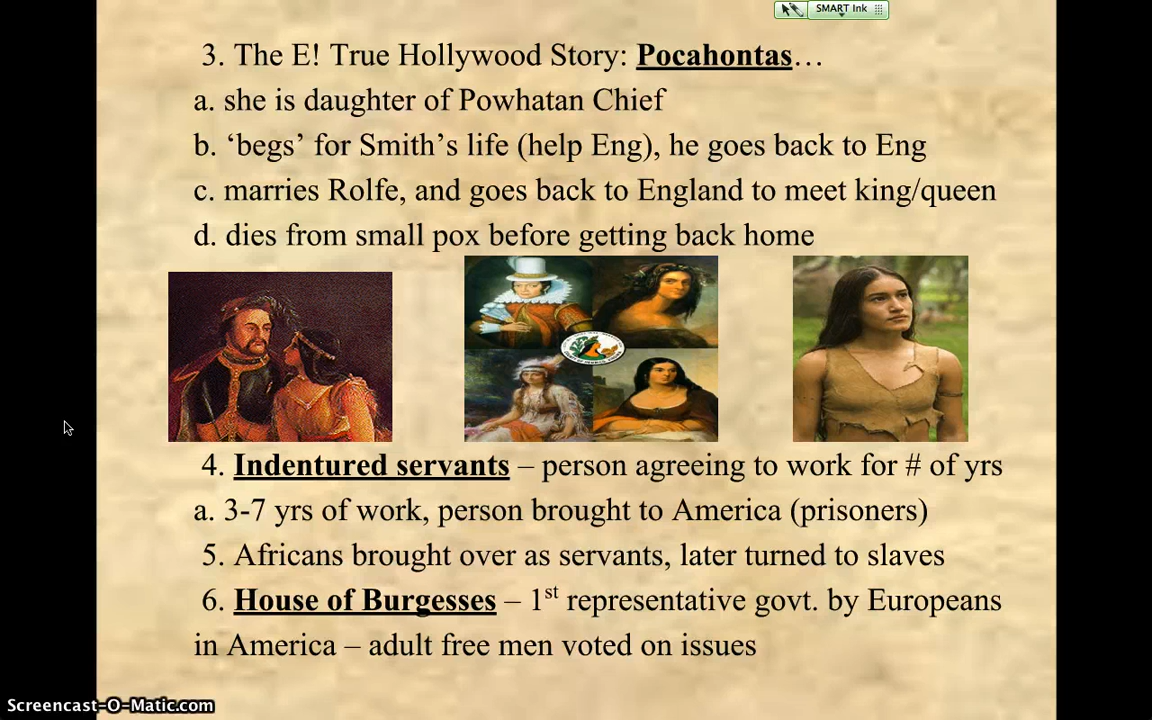 SMART Ink
3. The E! True Hollywood Story: Pocahontas…
a. she is daughter of Powhatan Chief
b. ‘begs’ for Smith’s life (help Eng), he goes back to Eng
c. marries Rolfe, and goes back to England to meet king/queen
d. dies from small pox before getting back home
4. Indentured servants – person agreeing to work for # of yrs
a. 3-7 yrs of work, person brought to America (prisoners)
5. Africans brought over as servants, later turned to slaves
6. House of Burgesses – 1st representative govt. by Europeans
in America – adult free men voted on issues
Screencast-O-Matic.com